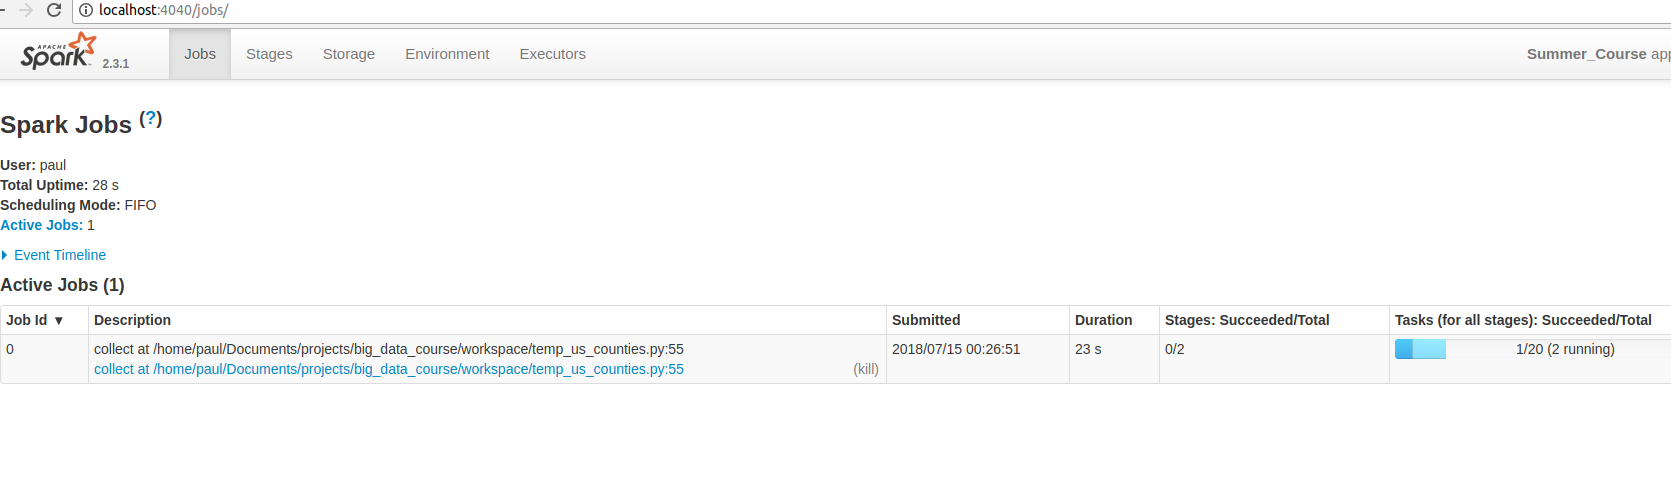 localhost:4040/jobs/
APACHE Spark 2.3.1 Jobs Stages Storage Environment Executors Summer_Course app
Spark Jobs (?)
User: paul
Total Uptime: 28 s
Scheduling Mode: FIFO
Active Jobs: 1
Event Timeline
Active Jobs (1)
Job Id ▼ Description Submitted Duration Stages: Succeeded/Total Tasks (for all stages): Succeeded/Total
0 collect at /home/paul/Documents/projects/big_data_course/workspace/temp_us_counties.py:55 2018/07/15 00:26:51 23 s 0/2 1/20 (2 running)
collect at /home/paul/Documents/projects/big_data_course/workspace/temp_us_counties.py:55 (kill)